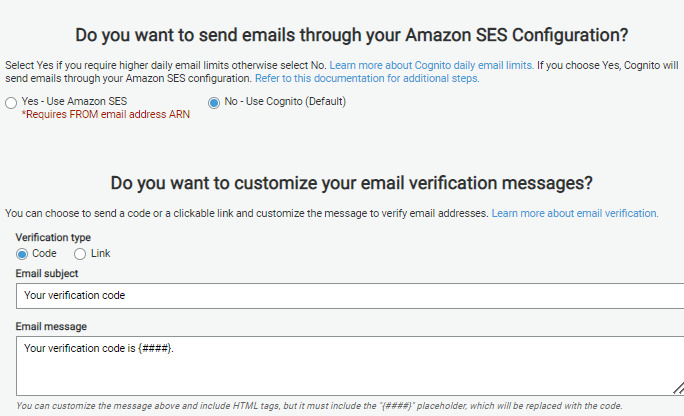 Do you want to send emails through your Amazon SES Configuration?
Select Yes if you require higher daily email limits otherwise select No. Learn more about Cognito daily email limits. If you choose Yes, Cognito will
send emails through your Amazon SES configuration. Refer to this documentation for additional steps.
Yes - Use Amazon SES No - Use Cognito (Default)
*Requires FROM email address ARN
Do you want to customize your email verification messages?
You can choose to send a code or a clickable link and customize the message to verify email addresses. Learn more about email verification.
Verification type
Code Link
Email subject
Your verification code
Email message
Your verification code is {####}.
You can customize the message above and include HTML tags, but it must include the "{####}" placeholder, which will be replaced with the code.